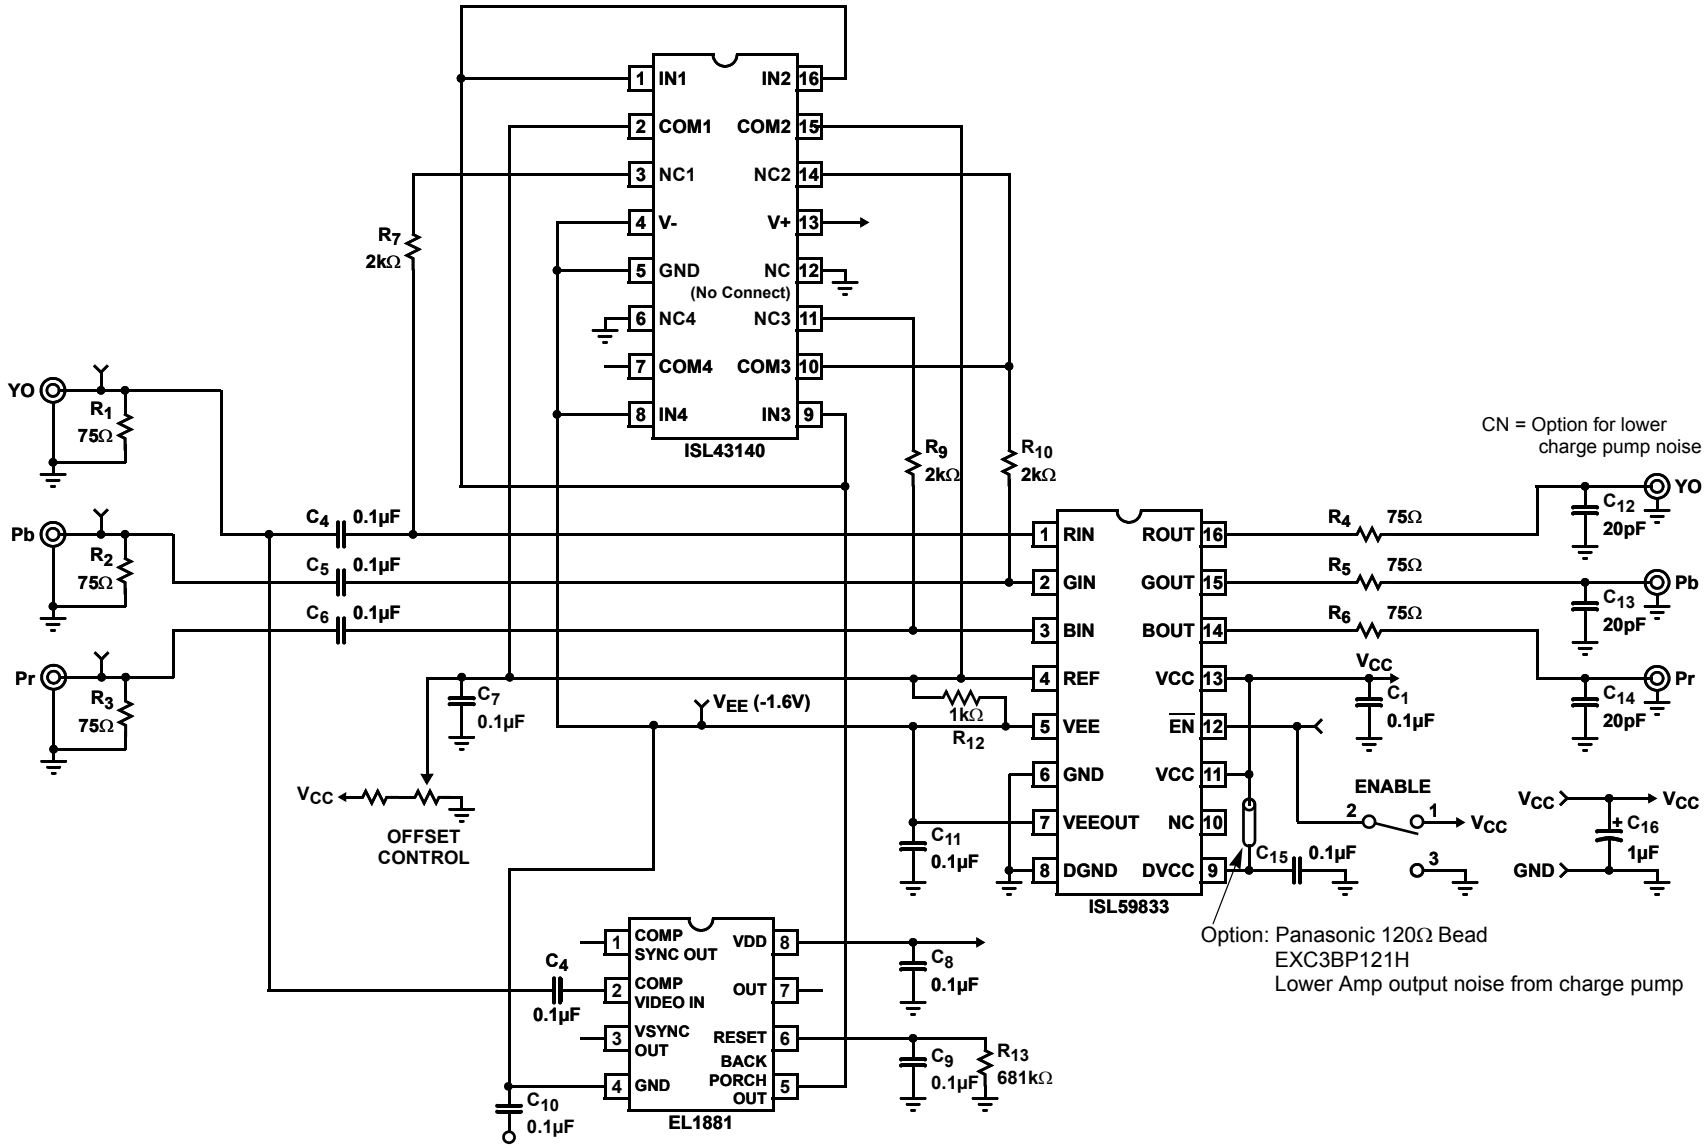 1 IN1 IN2 16
2 COM1 COM2 15
3 NC1 NC2 14
4 V- V+ 13
5 GND NC 12
(No Connect)
6 NC4 NC3 11
7 COM4 COM3 10
8 IN4 IN3 9
ISL43140
R7
2kΩ
R9
2kΩ
R10
2kΩ
YO
R1
75Ω
Pb
R2
75Ω
Pr
R3
75Ω
C4 0.1µF
C5 0.1µF
C6 0.1µF
C7
0.1µF
VEE (-1.6V)
1kΩ
R12
VCC
OFFSET
CONTROL
C11
0.1µF
1 RIN ROUT 16
2 GIN GOUT 15
3 BIN BOUT 14
4 REF VCC 13
5 VEE EN 12
6 GND VCC 11
7 VEEOUT NC 10
8 DGND DVCC 9
ISL59833
CN = Option for lower
charge pump noise
R4 75Ω
R5 75Ω
R6 75Ω
YO
C12
20pF
Pb
C13
20pF
Pr
C14
20pF
VCC
C1
0.1µF
ENABLE
2 1
VCC
3
C15 0.1µF
VCC VCC
+ C16
1µF
GND
Option: Panasonic 120Ω Bead
EXC3BP121H
Lower Amp output noise from charge pump
1 COMP
SYNC OUT
VDD 8
2 COMP
VIDEO IN
OUT 7
3 VSYNC
OUT
RESET 6
4 GND
BACK
PORCH
OUT
5
EL1881
C4
0.1µF
C8
0.1µF
C9
0.1µF
R13
681kΩ
C10
0.1µF